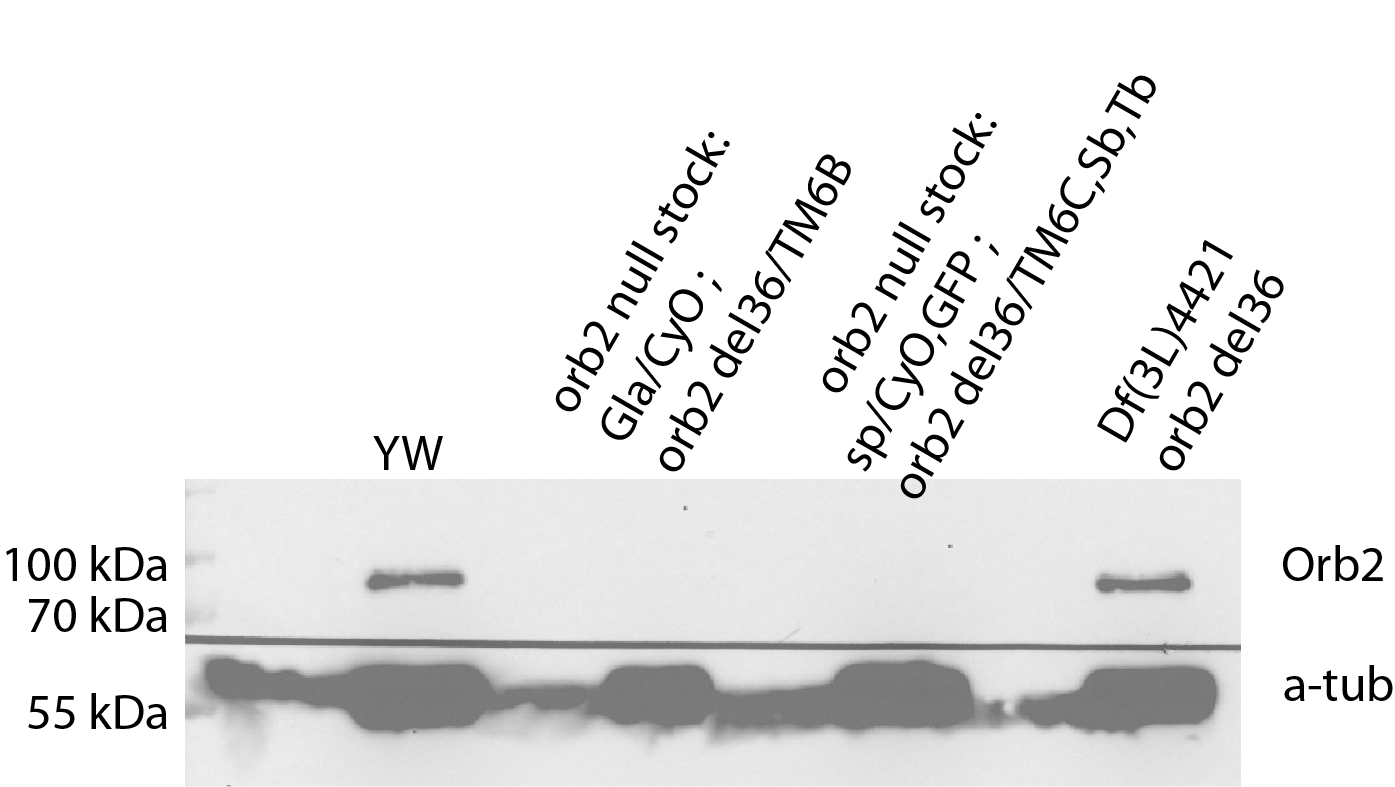 YW
orb2 null stock:
Gla/CyO ;
orb2 del36/TM6B
orb2 null stock:
sp/CyO,GFP ;
orb2 del36/TM6C,Sb,Tb
Df(3L)4421
orb2 del36
100 kDa
70 kDa
55 kDa
Orb2
a-tub